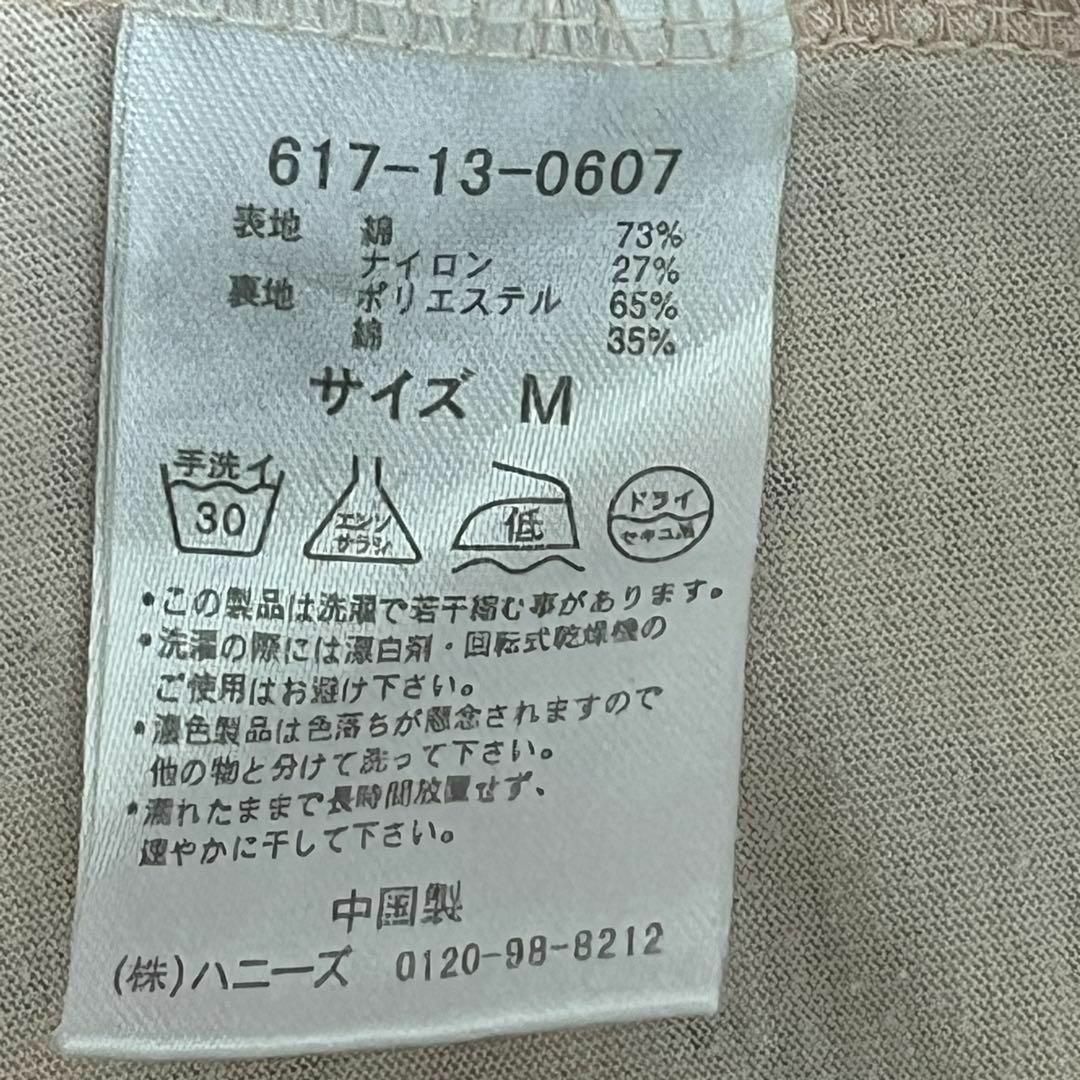 617-13-0607
表地 綿 73%
ナイロン 27%
裏地 ポリエステル 65%
綿 35%
サイズ M
手洗イ
30
エンソ
サラシ
低
ドライ
セキユ系
・この製品は洗濯で若干縮む事があります。
・洗濯の際には漂白剤・回転式乾燥機の
ご使用はお避け下さい。
・濃色製品は色落ちが懸念されますので
他の物と分けて洗って下さい。
・濡れたままで長時間放置せず、
速やかに干して下さい。
中国製
(株)ハニーズ 0120-98-8212